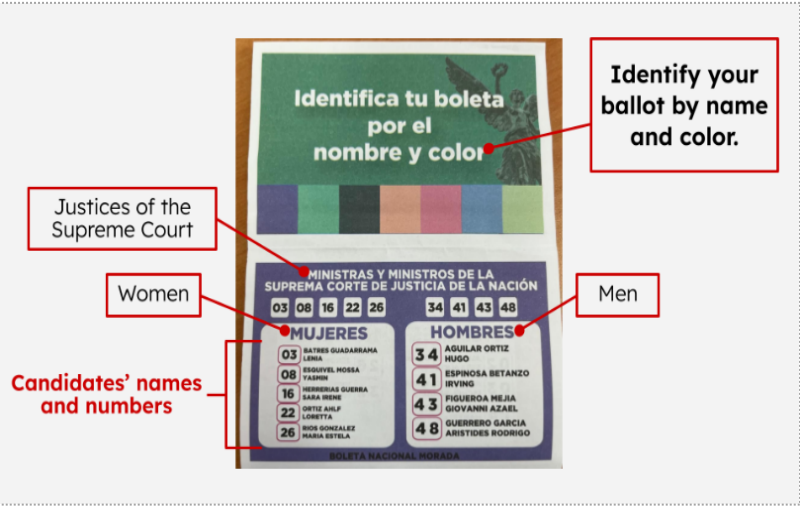 Identifica tu boleta
por el
nombre y color
Identify your
ballot by name
and color.
Justices of the
Supreme Court
MINISTRAS Y MINISTROS DE LA
SUPREMA CORTE DE JUSTICIA DE LA NACIÓN
Women
03 08 16 22 26
34 41 43 48
Men
MUJERES
03 BATRES GUADARRAMA
LENIA
08 ESQUIVEL MOSSA
YASMIN
16 HERRERIAS GUERRA
SARA IRENE
22 ORTIZ AHLF
LORETTA
26 RIOS GONZALEZ
MARIA ESTELA
HOMBRES
34 AGUILAR ORTIZ
HUGO
41 ESPINOSA BETANZO
IRVING
43 FIGUEROA MEJIA
GIOVANNI AZAEL
48 GUERRERO GARCIA
ARISTIDES RODRIGO
Candidates’ names
and numbers
BOLETA NACIONAL MORADA